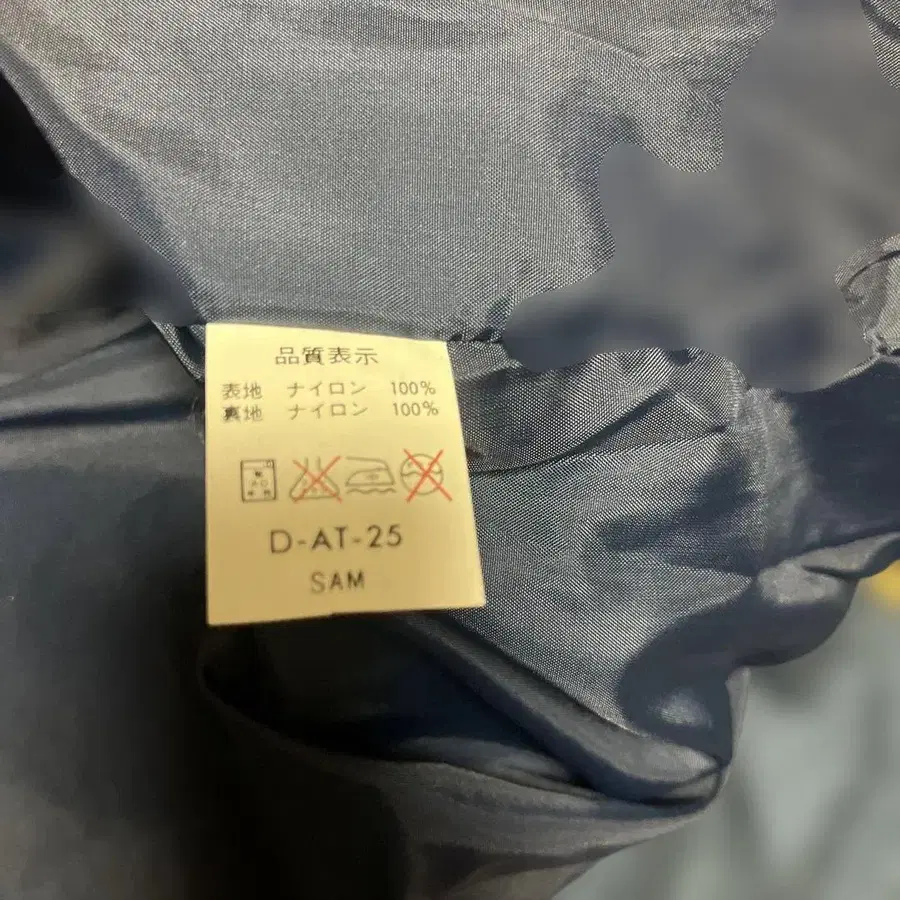 品質表示
表地 ナイロン 100%
裏地 ナイロン 100%
D-AT-25
SAM